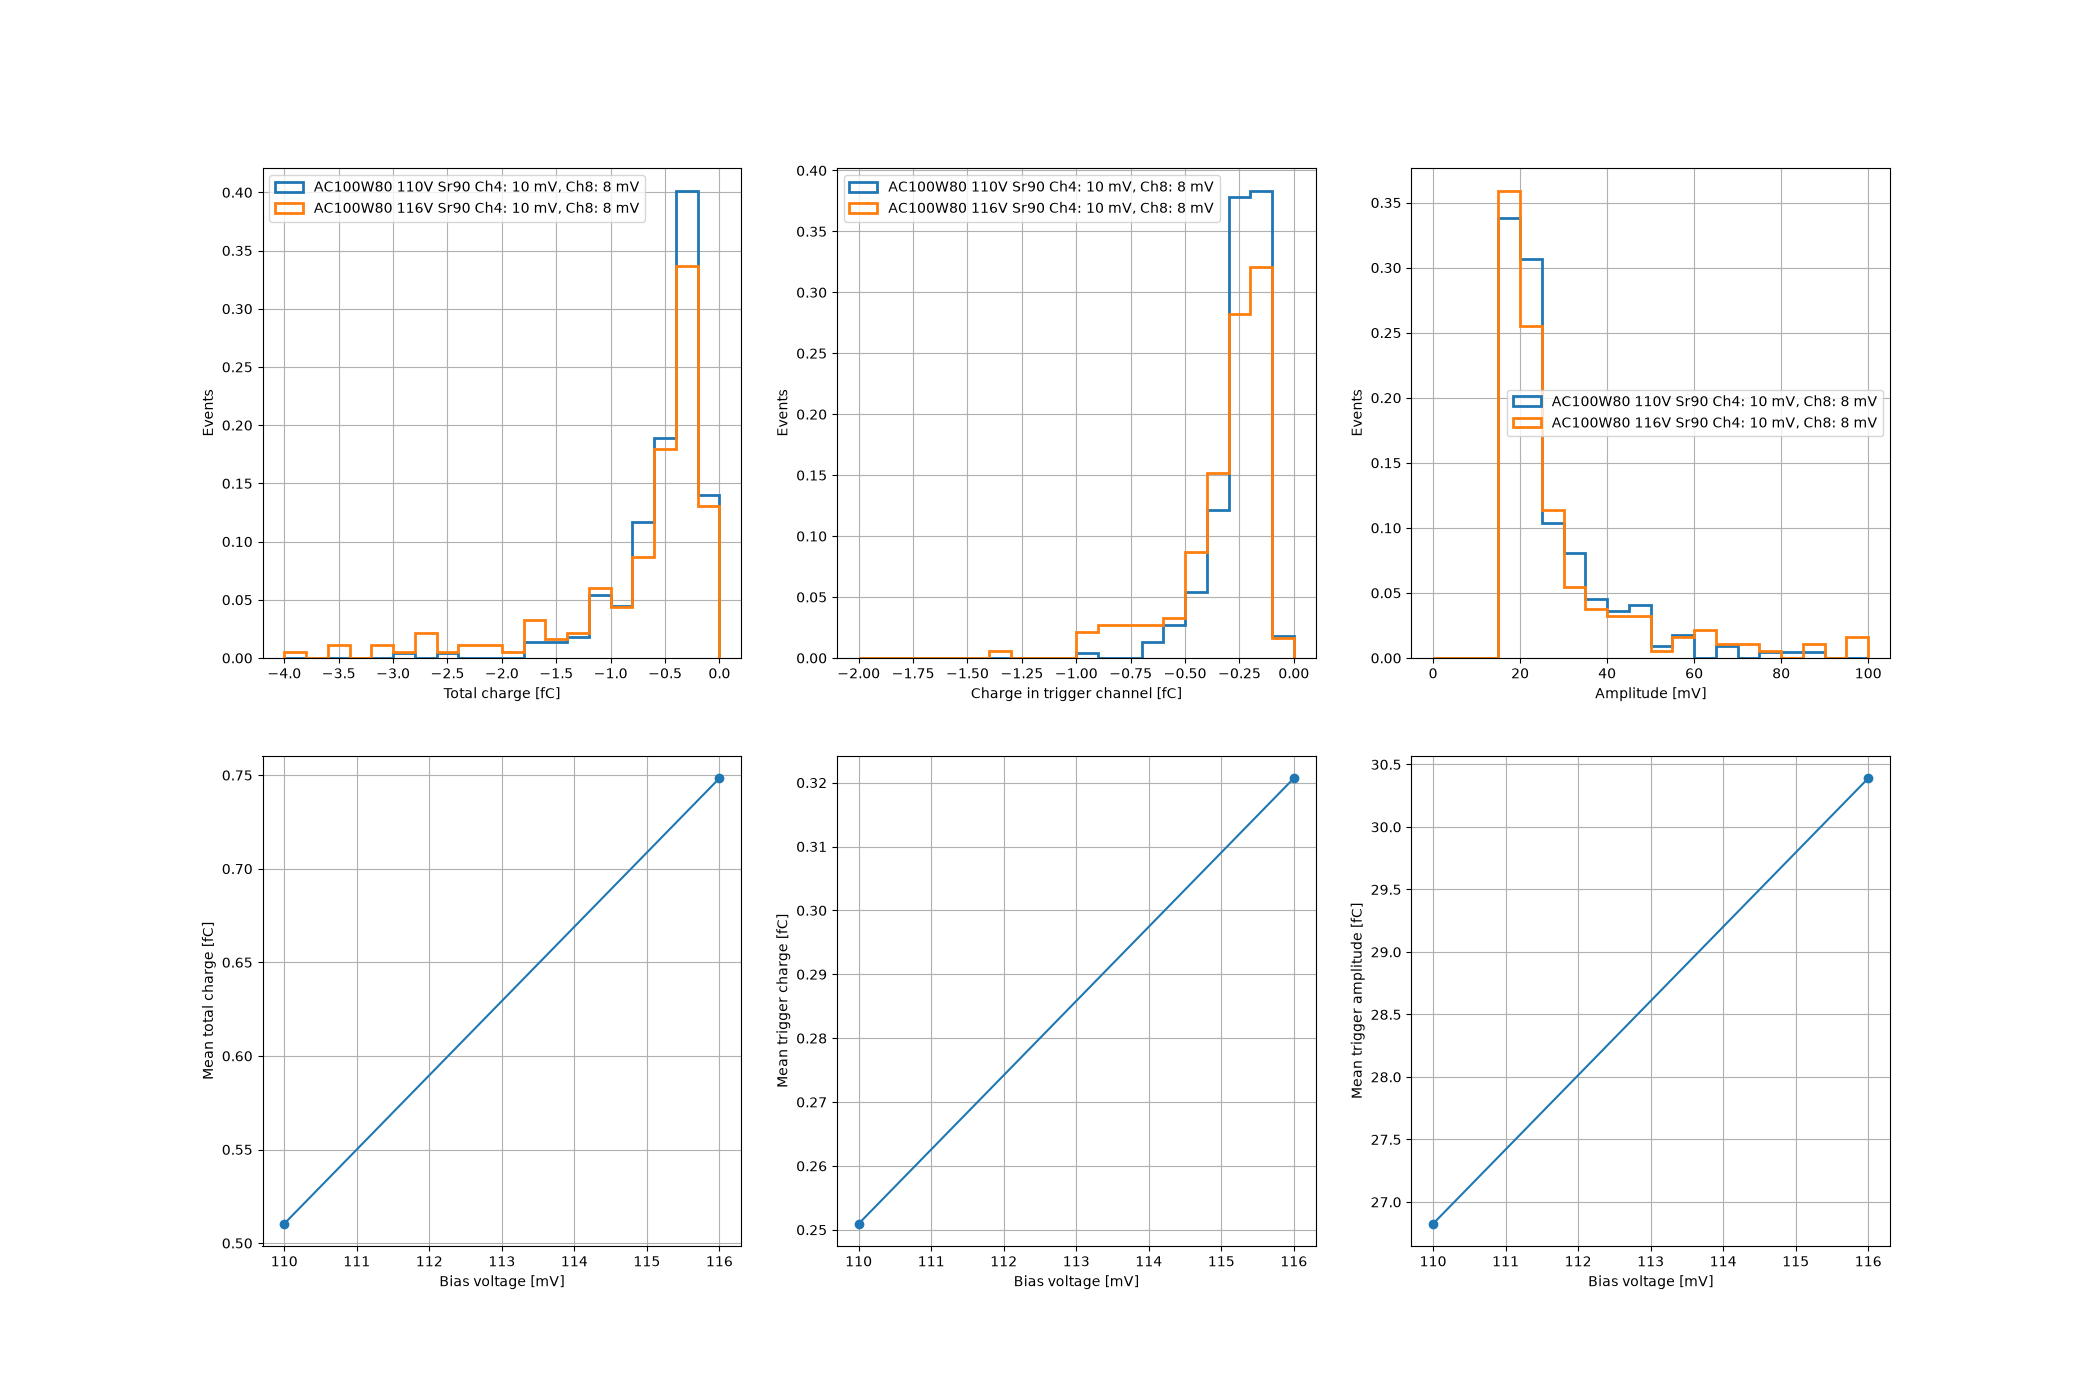 AC100W80 110V Sr90 Ch4: 10 mV, Ch8: 8 mV
AC100W80 116V Sr90 Ch4: 10 mV, Ch8: 8 mV
0.40
0.35
0.30
0.25
0.20
0.15
0.10
0.05
0.00
Events
−4.0 −3.5 −3.0 −2.5 −2.0 −1.5 −1.0 −0.5 0.0
Total charge [fC]
AC100W80 110V Sr90 Ch4: 10 mV, Ch8: 8 mV
AC100W80 116V Sr90 Ch4: 10 mV, Ch8: 8 mV
0.40
0.35
0.30
0.25
0.20
0.15
0.10
0.05
0.00
Events
−2.00 −1.75 −1.50 −1.25 −1.00 −0.75 −0.50 −0.25 0.00
Charge in trigger channel [fC]
0.35
0.30
0.25
0.20
0.15
0.10
0.05
0.00
Events
AC100W80 110V Sr90 Ch4: 10 mV, Ch8: 8 mV
AC100W80 116V Sr90 Ch4: 10 mV, Ch8: 8 mV
0 20 40 60 80 100
Amplitude [mV]
0.75
0.70
0.65
0.60
0.55
0.50
Mean total charge [fC]
110 111 112 113 114 115 116
Bias voltage [mV]
0.32
0.31
0.30
0.29
0.28
0.27
0.26
0.25
Mean trigger charge [fC]
110 111 112 113 114 115 116
Bias voltage [mV]
30.5
30.0
29.5
29.0
28.5
28.0
27.5
27.0
Mean trigger amplitude [fC]
110 111 112 113 114 115 116
Bias voltage [mV]